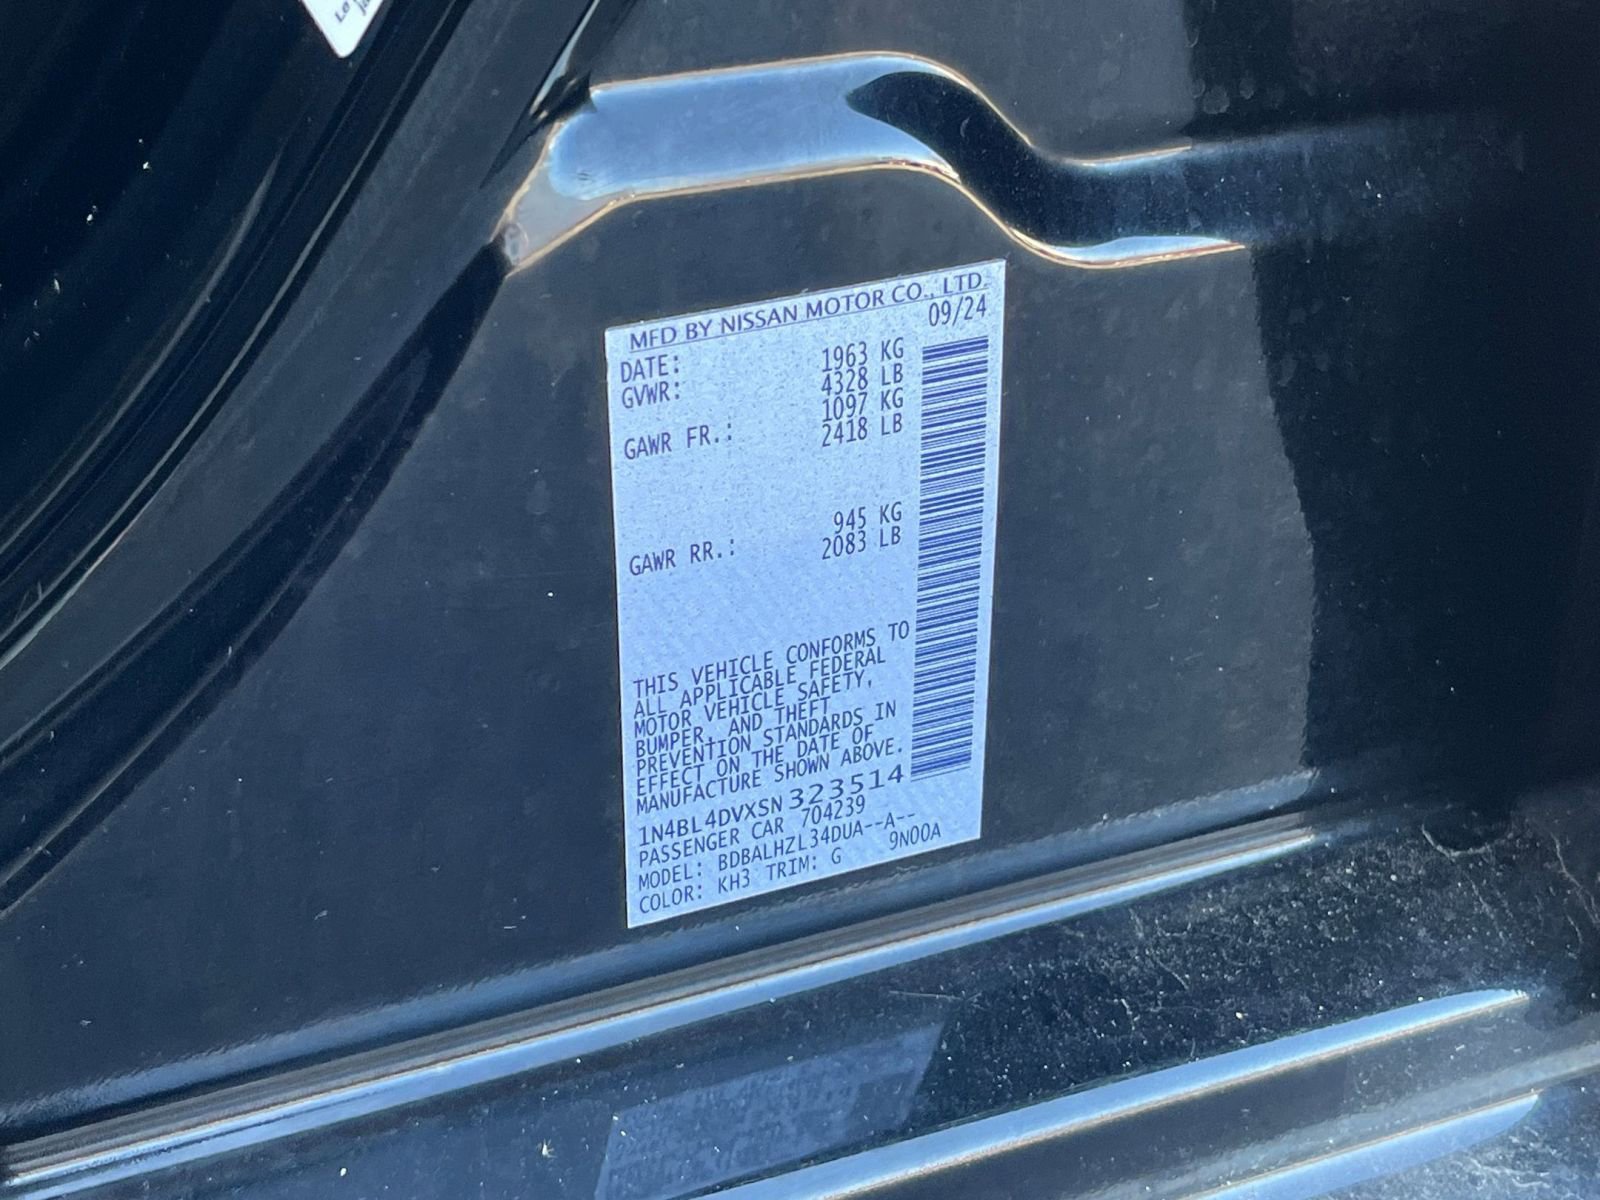 MFD BY NISSAN MOTOR CO., LTD.
DATE: 09/24
GVWR: 1963 KG
4328 LB
GAWR FR.: 1097 KG
2418 LB
GAWR RR.: 945 KG
2083 LB
THIS VEHICLE CONFORMS TO
ALL APPLICABLE FEDERAL
MOTOR VEHICLE SAFETY,
BUMPER, AND THEFT
PREVENTION STANDARDS IN
EFFECT ON THE DATE OF
MANUFACTURE SHOWN ABOVE.
1N4BL4DVXSN323514
PASSENGER CAR 704239
MODEL: BDBALHZL34DUA--A--
COLOR: KH3 TRIM: G 9N00A